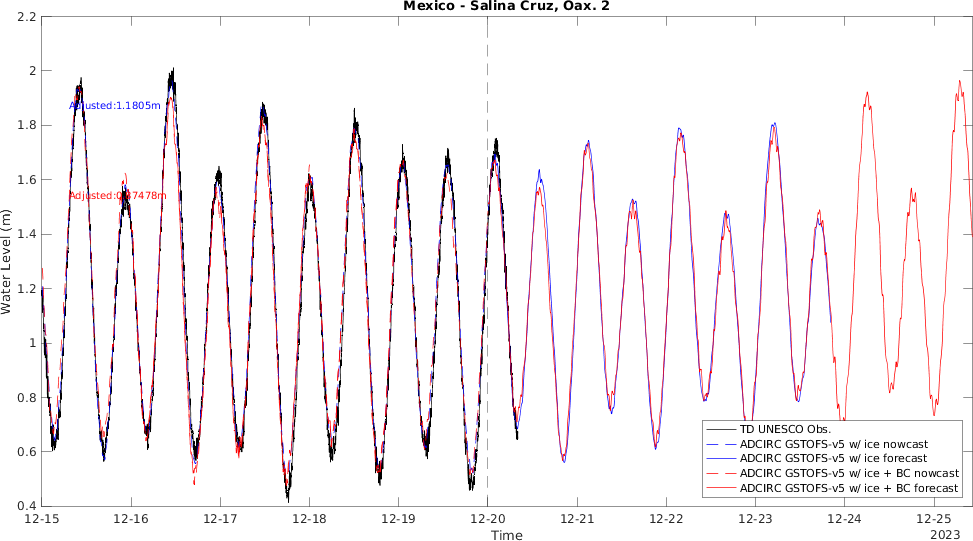 Mexico - Salina Cruz, Oax. 2
2.2
2
1.8
1.6
1.4
1.2
1
0.8
0.6
0.4
Water Level (m)
Adjusted:1.1805m
TD UNESCO Obs.
ADCIRC GSTOFS-v5 w/ ice nowcast
ADCIRC GSTOFS-v5 w/ ice forecast
ADCIRC GSTOFS-v5 w/ ice + BC nowcast
ADCIRC GSTOFS-v5 w/ ice + BC forecast
12-15 12-16 12-17 12-18 12-19 12-20 12-21 12-22 12-23 12-24 12-25
Time
2023